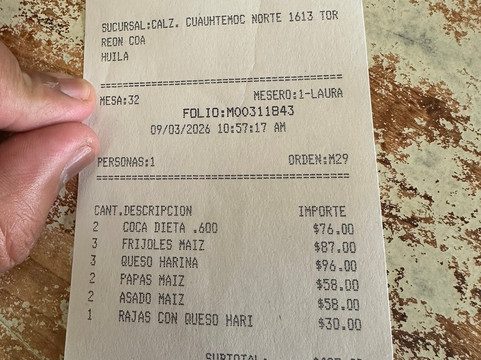 SUCURSAL:CALZ. CUAUHTEMOC NORTE 1613 TOR
REON COA
HUILA
========================================
MESA:32 MESERO:1-LAURA
FOLIO:M00311843
09/03/2026 10:57:17 AM
PERSONAS:1 ORDEN:M29
========================================
CANT.DESCRIPCION IMPORTE
2 COCA DIETA .600 $76.00
3 FRIJOLES MAIZ $87.00
3 QUESO HARINA $96.00
2 PAPAS MAIZ $58.00
2 ASADO MAIZ $58.00
1 RAJAS CON QUESO HARI $30.00
SUBTOTAL: